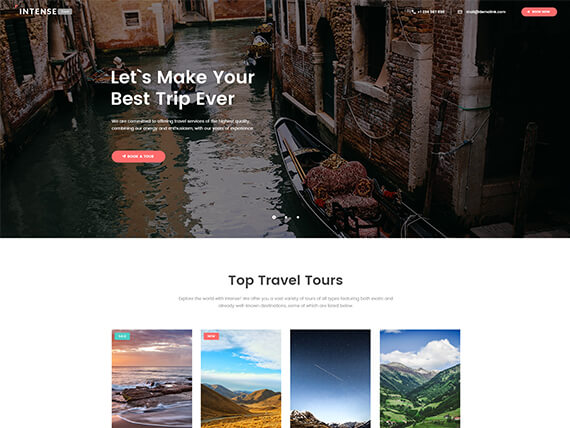 INTENSE
+1 234 567 890
mail@demolink.com
BOOK NOW
Let`s Make Your
Best Trip Ever
We are committed to offering travel services of the highest quality,
combining our energy and enthusiasm, with our years of experience.
BOOK A TOUR
Top Travel Tours
Explore the world with Intense! We offer you a vast variety of tours of all types featuring both exotic and
already well-known destinations, some of which are listed below.
SALE
NEW